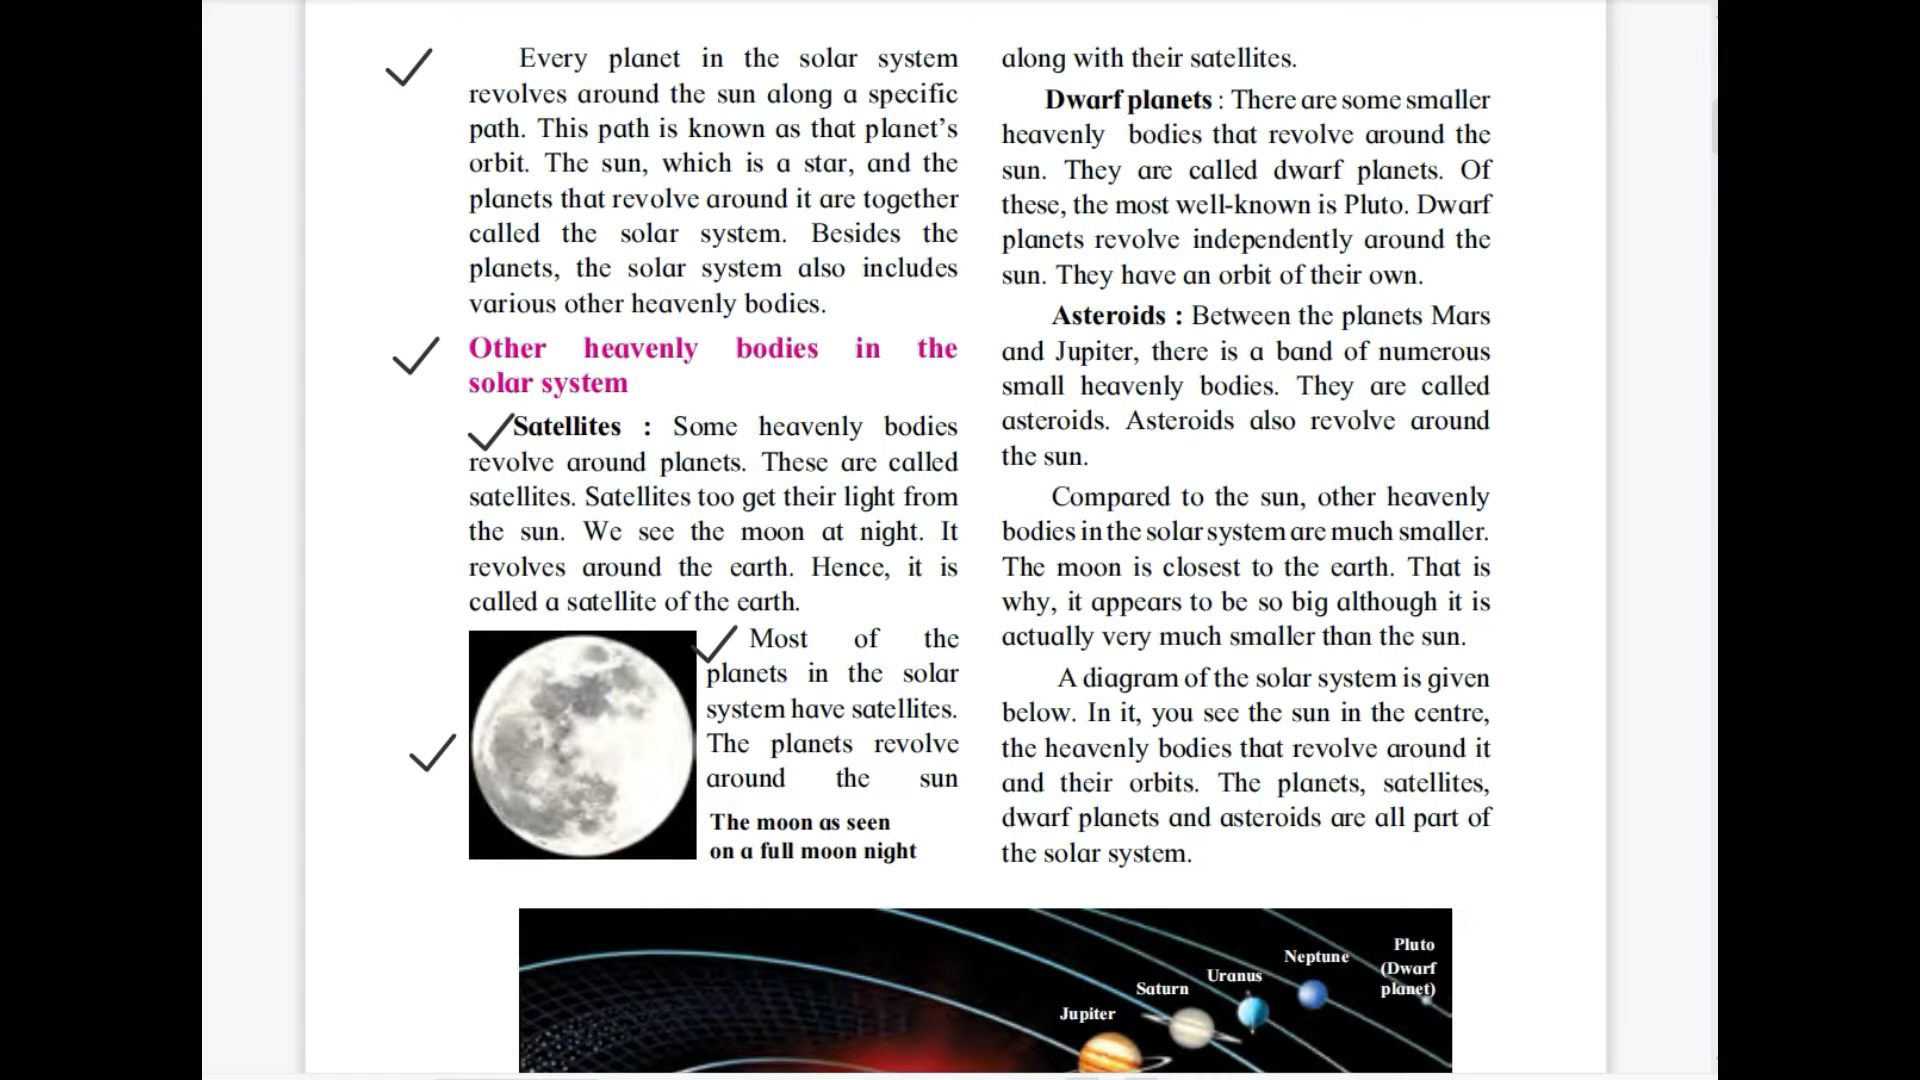 Every planet in the solar system
revolves around the sun along a specific
path. This path is known as that planet’s
orbit. The sun, which is a star, and the
planets that revolve around it are together
called the solar system. Besides the
planets, the solar system also includes
various other heavenly bodies.
Other heavenly bodies in the
solar system
Satellites : Some heavenly bodies
revolve around planets. These are called
satellites. Satellites too get their light from
the sun. We see the moon at night. It
revolves around the earth. Hence, it is
called a satellite of the earth.
Most of the
planets in the solar
system have satellites.
The planets revolve
around the sun
The moon as seen
on a full moon night
along with their satellites.
Dwarf planets : There are some smaller
heavenly bodies that revolve around the
sun. They are called dwarf planets. Of
these, the most well-known is Pluto. Dwarf
planets revolve independently around the
sun. They have an orbit of their own.
Asteroids : Between the planets Mars
and Jupiter, there is a band of numerous
small heavenly bodies. They are called
asteroids. Asteroids also revolve around
the sun.
Compared to the sun, other heavenly
bodies in the solar system are much smaller.
The moon is closest to the earth. That is
why, it appears to be so big although it is
actually very much smaller than the sun.
A diagram of the solar system is given
below. In it, you see the sun in the centre,
the heavenly bodies that revolve around it
and their orbits. The planets, satellites,
dwarf planets and asteroids are all part of
the solar system.
Jupiter
Saturn
Uranus
Neptune
Pluto
(Dwarf
planet)